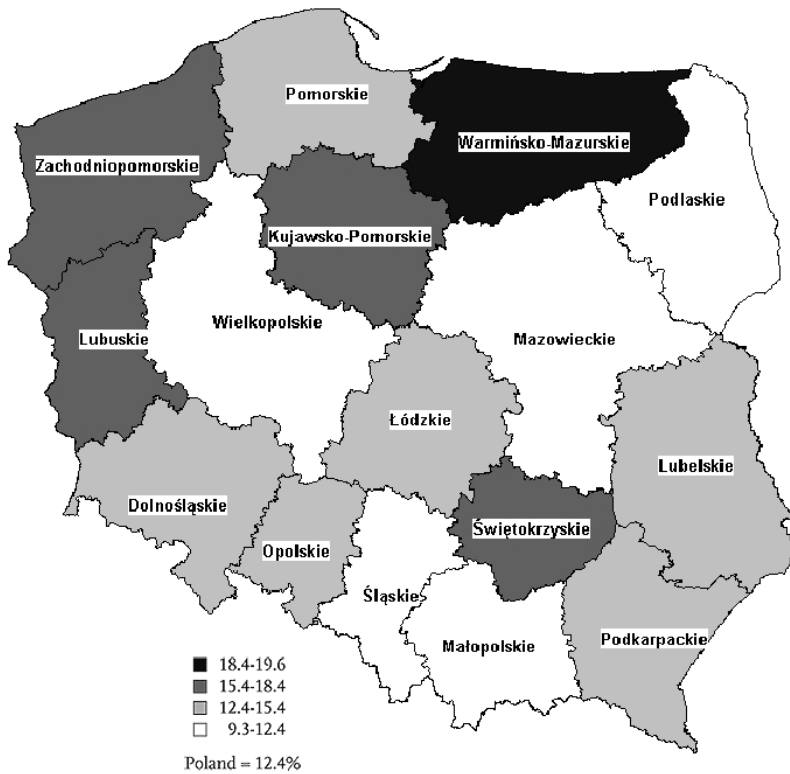 Pomorskie
Warmińsko-Mazurskie
Zachodniopomorskie
Podlaskie
Kujawsko-Pomorskie
Wielkopolskie
Lubuskie
Mazowieckie
Łódzkie
Lubelskie
Dolnośląskie
Świętokrzyskie
Opolskie
Śląskie
Podkarpackie
Małopolskie
18.4-19.6
15.4-18.4
12.4-15.4
9.3-12.4
Poland = 12.4%